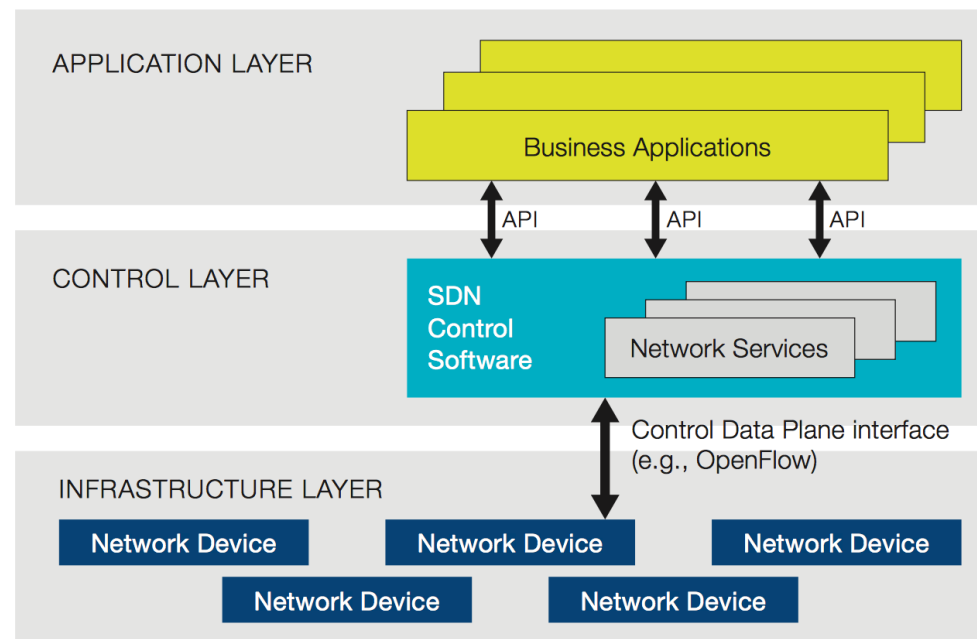 APPLICATION LAYER
Business Applications
API
API
API
CONTROL LAYER
SDN
Control
Software
Network Services
Control Data Plane interface
(e.g., OpenFlow)
INFRASTRUCTURE LAYER
Network Device
Network Device
Network Device
Network Device
Network Device